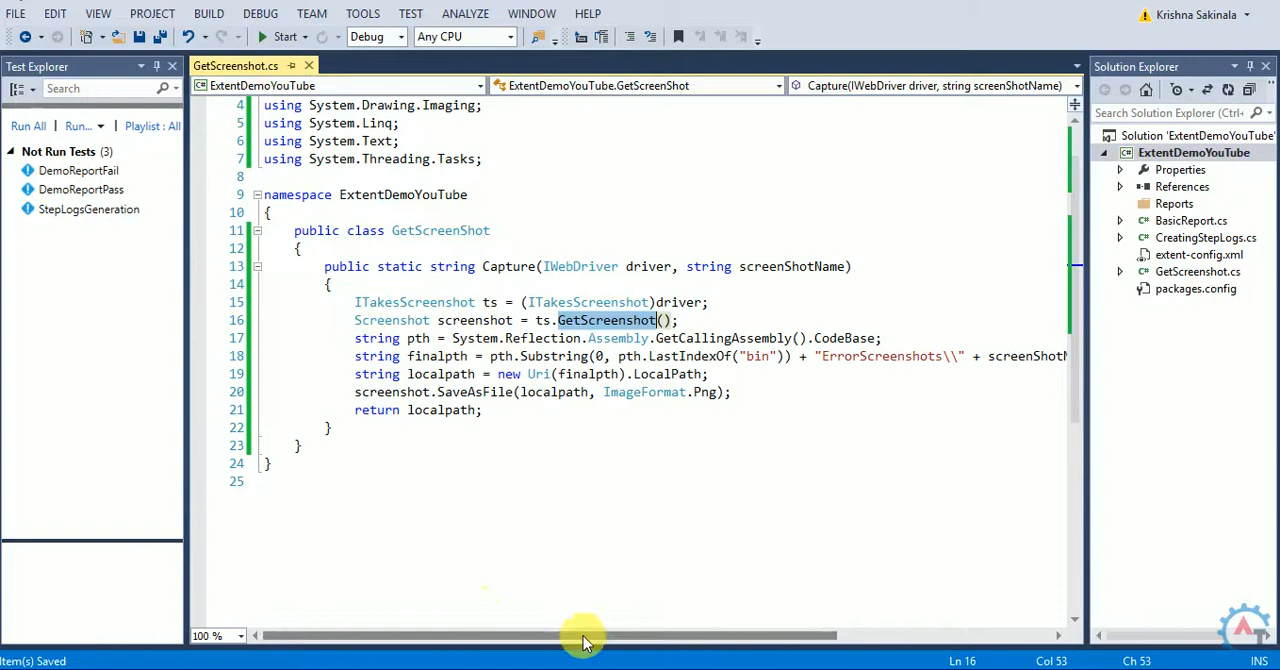 FILE EDIT VIEW PROJECT BUILD DEBUG TEAM TOOLS TEST ANALYZE WINDOW HELP Krishna Sakinala
Start Debug Any CPU
Test Explorer
Search
Run All Run... Playlist : All
Not Run Tests (3)
DemoReportFail
DemoReportPass
StepLogsGeneration
GetScreenshot.cs
ExtentDemoYouTube ExtentDemoYouTube.GetScreenShot Capture(IWebDriver driver, string screenShotName)
4 using System.Drawing.Imaging;
5 using System.Linq;
6 using System.Text;
7 using System.Threading.Tasks;
8
9 namespace ExtentDemoYouTube
10 {
11 public class GetScreenShot
12 {
13 public static string Capture(IWebDriver driver, string screenShotName)
14 {
15 ITakesScreenshot ts = (ITakesScreenshot)driver;
16 Screenshot screenshot = ts.GetScreenshot();
17 string pth = System.Reflection.Assembly.GetCallingAssembly().CodeBase;
18 string finalpth = pth.Substring(0, pth.LastIndexOf("bin")) + "ErrorScreenshots\\" + screenShotN
19 string localpath = new Uri(finalpth).LocalPath;
20 screenshot.SaveAsFile(localpath, ImageFormat.Png);
21 return localpath;
22 }
23 }
24 }
25
100 %
Solution Explorer
Search Solution Explorer (Ctrl+
Solution 'ExtentDemoYouTube'
ExtentDemoYouTube
Properties
References
Reports
BasicReport.cs
CreatingStepLogs.cs
extent-config.xml
GetScreenshot.cs
packages.config
AT
Item(s) Saved Ln 16 Col 53 Ch 53 INS